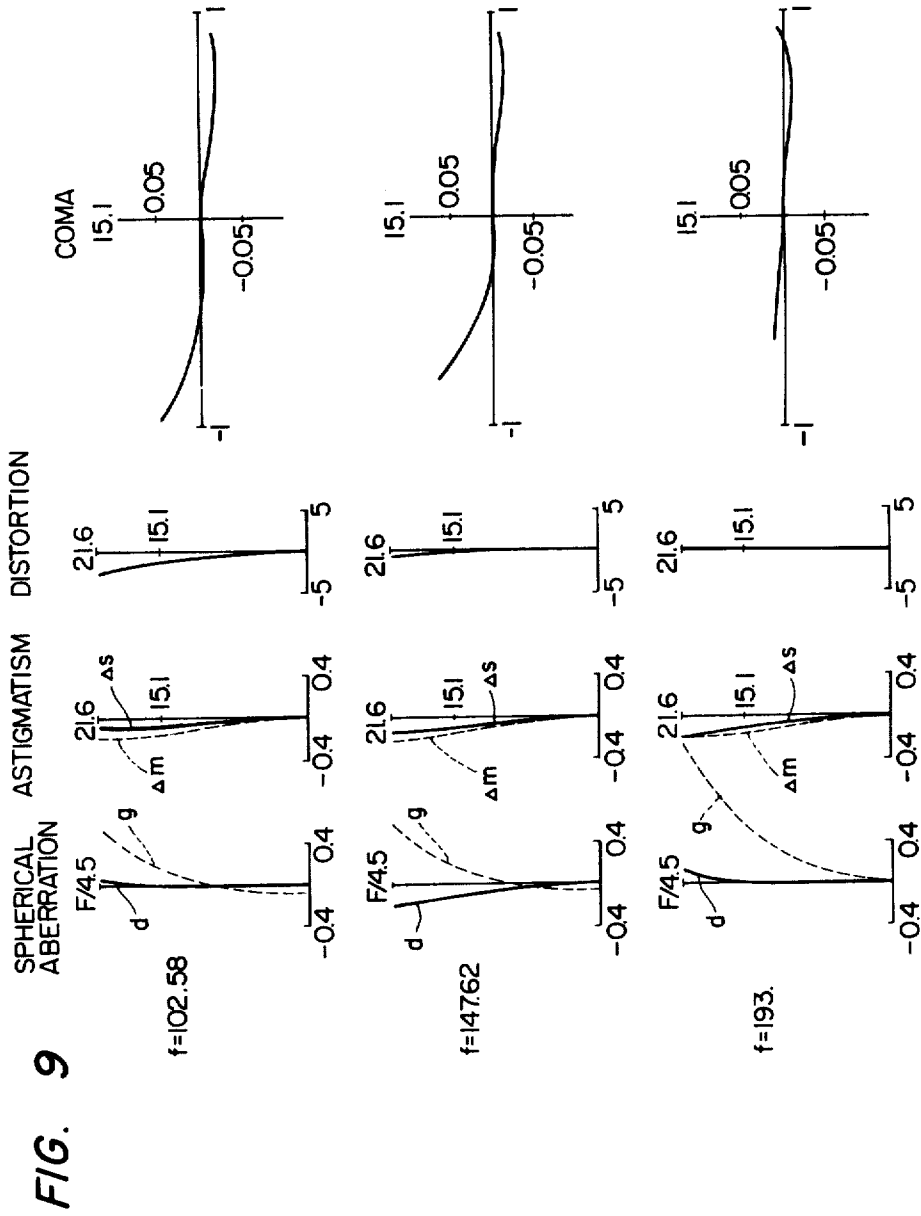 FIG. 9
SPHERICAL ABERRATION
ASTIGMATISM
DISTORTION
COMA
f=102.58
F/4.5
d
g
-0.4
0.4
21.6
15.1
Δs
Δm
-0.4
0.4
21.6
15.1
-5
5
15.1
0.05
-0.05
-1
1
f=147.62
F/4.5
d
g
-0.4
0.4
21.6
15.1
Δs
Δm
-0.4
0.4
21.6
15.1
-5
5
15.1
0.05
-0.05
-1
1
f=193.
F/4.5
d
g
-0.4
0.4
21.6
15.1
Δs
Δm
-0.4
0.4
21.6
15.1
-5
5
15.1
0.05
-0.05
-1
1